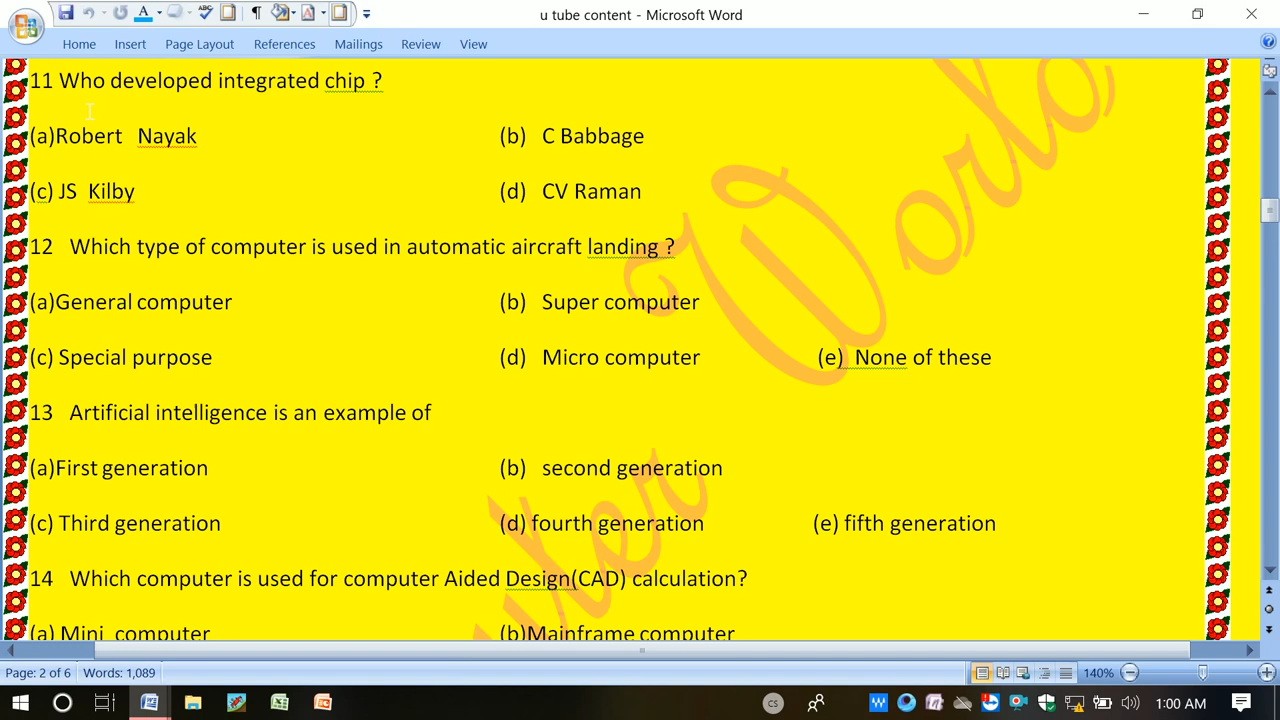 u tube content - Microsoft Word
Home Insert Page Layout References Mailings Review View
11 Who developed integrated chip ?
(a)Robert Nayak (b) C Babbage
(c) JS Kilby (d) CV Raman
12 Which type of computer is used in automatic aircraft landing ?
(a)General computer (b) Super computer
(c) Special purpose (d) Micro computer (e) None of these
13 Artificial intelligence is an example of
(a)First generation (b) second generation
(c) Third generation (d) fourth generation (e) fifth generation
14 Which computer is used for computer Aided Design(CAD) calculation?
(a) Mini computer (b)Mainframe computer
Page: 2 of 6 Words: 1,089 140%
CS 1:00 AM